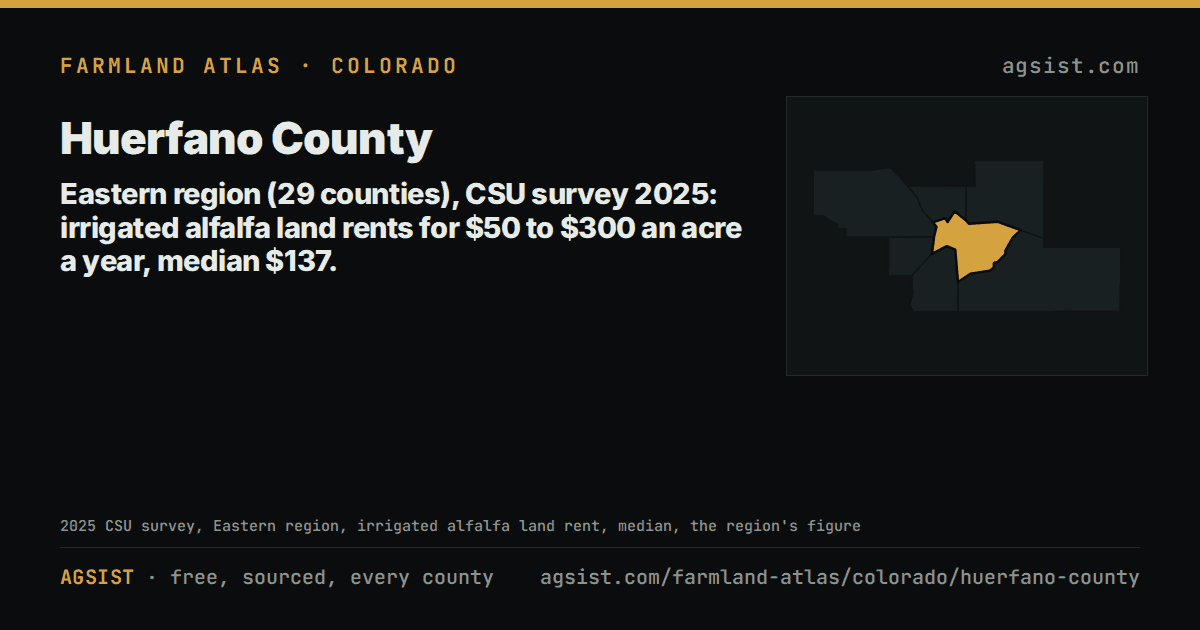 FARMLAND ATLAS · COLORADO
agsist.com
Huerfano County
Eastern region (29 counties), CSU survey 2025:
irrigated alfalfa land rents for $50 to $300 an acre
a year, median $137.
2025 CSU survey, Eastern region, irrigated alfalfa land rent, median, the region's figure
AGSIST · free, sourced, every county
agsist.com/farmland-atlas/colorado/huerfano-county